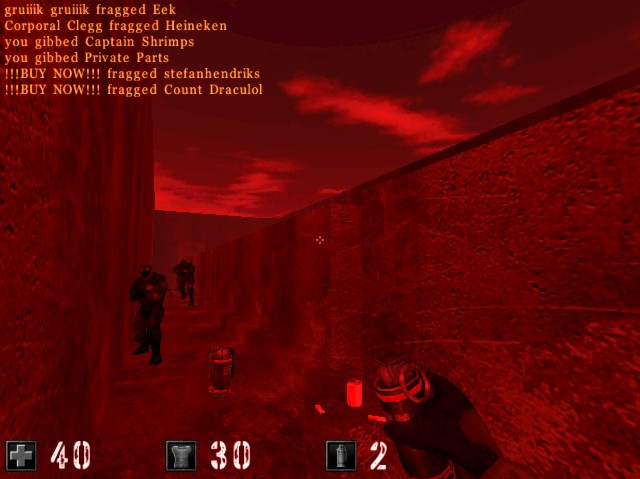 gruiiik gruiiik fragged Eek
Corporal Clegg fragged Heineken
you gibbed Captain Shrimps
you gibbed Private Parts
!!!BUY NOW!!! fragged stefanhendriks
!!!BUY NOW!!! fragged Count Draculol
40 30 2